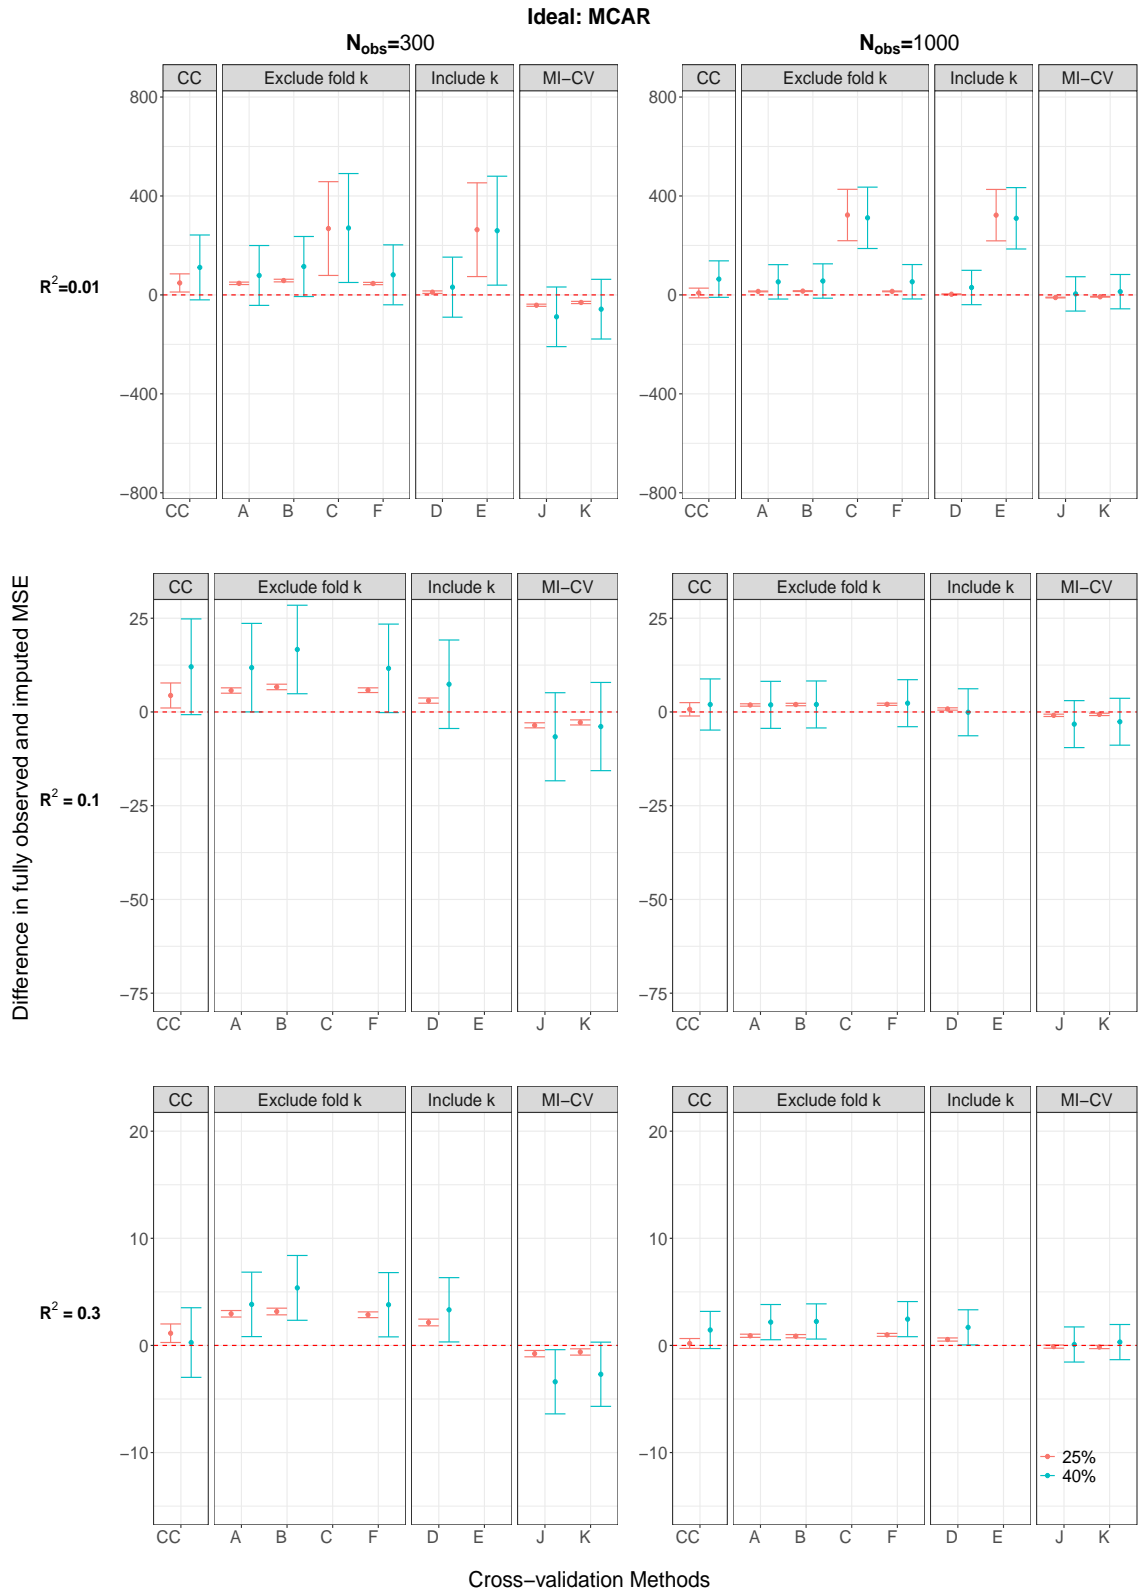 Ideal: MCAR
N_obs=300 N_obs=1000
CC Exclude fold k Include k MI−CV CC Exclude fold k Include k MI−CV
800 800
400 400
R²=0.01
0 0
−400 −400
−800 −800
CC A B C F D E J K CC A B C F D E J K
Difference in fully observed and imputed MSE
CC Exclude fold k Include k MI−CV CC Exclude fold k Include k MI−CV
25 25
0 0
R² = 0.1
−25 −25
−50 −50
−75 −75
CC A B C F D E J K CC A B C F D E J K
CC Exclude fold k Include k MI−CV CC Exclude fold k Include k MI−CV
20 20
10 10
R² = 0.3
0 0
−10 −10
25%
40%
CC A B C F D E J K CC A B C F D E J K
Cross−validation Methods